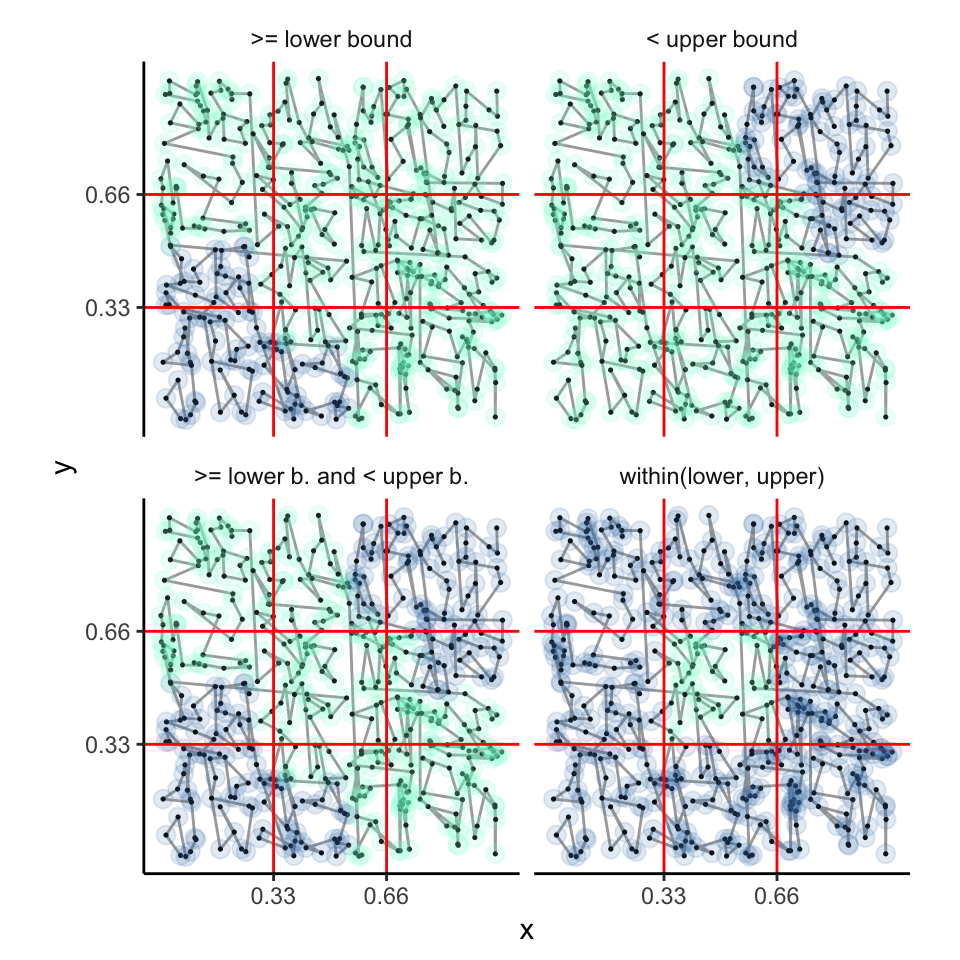 >= lower bound
< upper bound
0.66
0.33
y
>= lower b. and < upper b.
within(lower, upper)
0.66
0.33
0.33
0.66
0.33
0.66
x